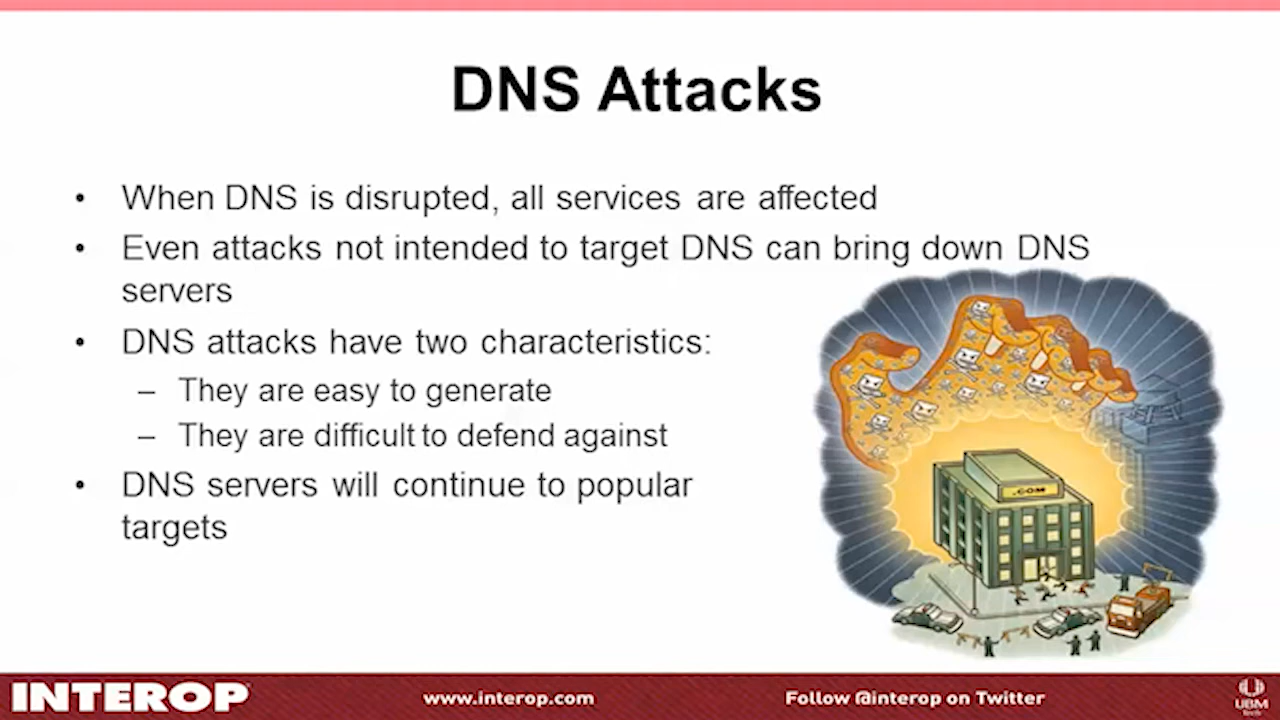 DNS Attacks
• When DNS is disrupted, all services are affected
• Even attacks not intended to target DNS can bring down DNS
servers
• DNS attacks have two characteristics:
– They are easy to generate
– They are difficult to defend against
• DNS servers will continue to popular
targets
.COM
INTEROP
www.interop.com
Follow @interop on Twitter
UBM
Tech